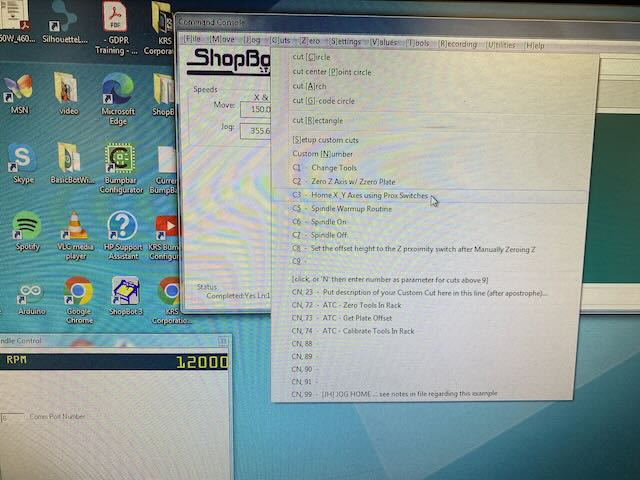 50W_460...
SilhouetteL...
- GDPR
Training - ...
KRS
Corporati
MSN
video
Microsoft
Edge
ShopB
Skype
BasicBotWi...
Bumpbar
Configurator
Current
BumpBa
Spotify
VLC media
player
HP Support
Assistant
KRS Bum
Configu
Arduino
Google
Chrome
ShopBot 3
KRS
Corporatio...
Command Console
[F]ile [M]ove [J]og [C]uts [Z]ero [S]ettings [V]alues [T]ools [R]ecording [U]tilities [H]elp
ShopBo
Speeds
X &
Move:
150.0
Jog:
355.6
Status
Completed:Yes Ln:1
cut [C]ircle
cut center [P]oint circle
cut [A]rch
cut [G]-code circle
cut [R]ectangle
[S]etup custom cuts
Custom [N]umber
C1 - Change Tools
C2 - Zero Z Axis w/ Zzero Plate
C3 - Home X_Y Axes using Prox Switches
C5 - Spindle Warmup Routine
C6 - Spindle On
C7 - Spindle Off
C8 - Set the offset height to the Z prxoimity switch after Manually Zeroing Z
C9 -
[click, or 'N' then enter number as parameter for cuts above 9]
CN, 23 - Put description of your Custom Cut here in this line (after apostrophe)...
CN, 72 - ATC - Zero Tools In Rack
CN, 73 - ATC - Get Plate Offset
CN, 74 - ATC - Calibrate Tools In Rack
CN, 88 -
CN, 89
CN, 90 -
CN, 91 -
CN, 99 - [JH] JOG HOME ... see notes in file regarding this example
ndle Control
RPM
12000
6
Comm Port Number